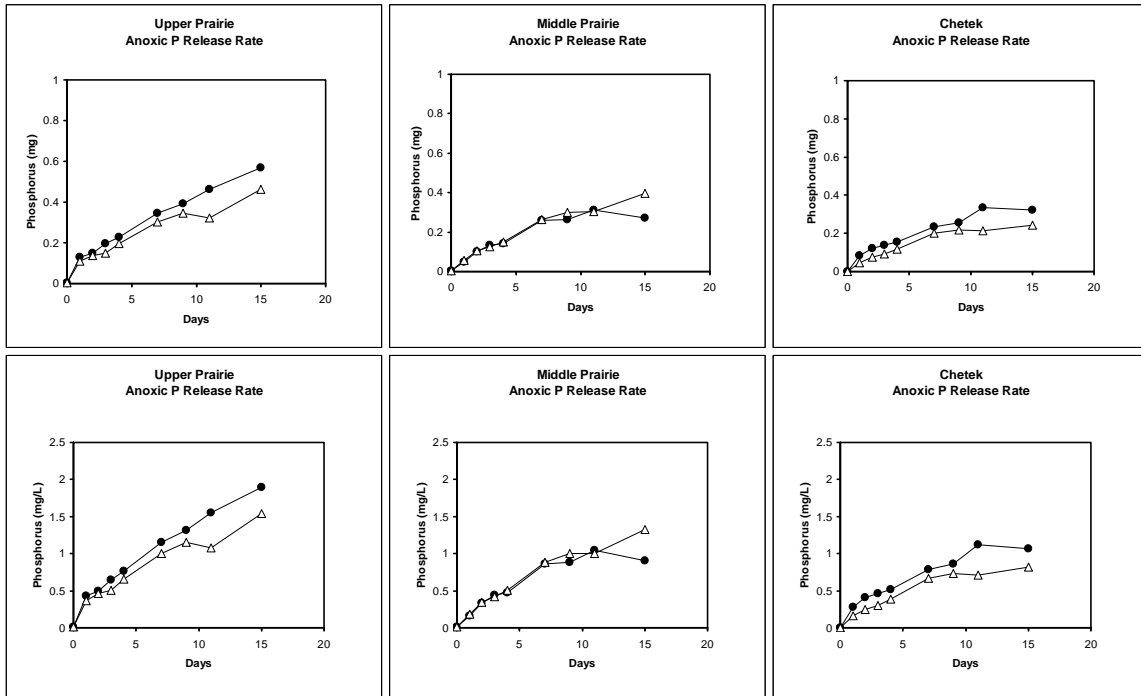 Upper Prairie
Anoxic P Release Rate
1
0.8
0.6
0.4
0.2
0
Phosphorus (mg)
0 5 10 15 20
Days
Middle Prairie
Anoxic P Release Rate
1
0.8
0.6
0.4
0.2
0
Phosphorus (mg)
0 5 10 15 20
Days
Chetek
Anoxic P Release Rate
1
0.8
0.6
0.4
0.2
0
Phosphorus (mg)
0 5 10 15 20
Days
Upper Prairie
Anoxic P Release Rate
2.5
2
1.5
1
0.5
0
Phosphorus (mg/L)
0 5 10 15 20
Days
Middle Prairie
Anoxic P Release Rate
2.5
2
1.5
1
0.5
0
Phosphorus (mg/L)
0 5 10 15 20
Days
Chetek
Anoxic P Release Rate
2.5
2
1.5
1
0.5
0
Phosphorus (mg/L)
0 5 10 15 20
Days